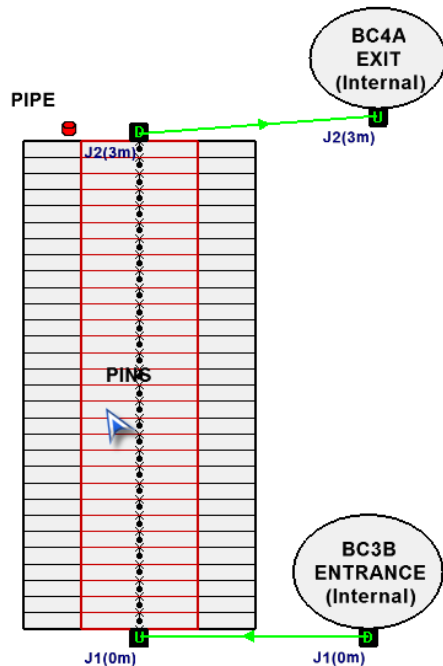 BC4A
EXIT
(Internal)
PIPE
D
U
J2(3m)
J2(3m)
PINS
BC3B
ENTRANCE
(Internal)
U
D
J1(0m)
J1(0m)